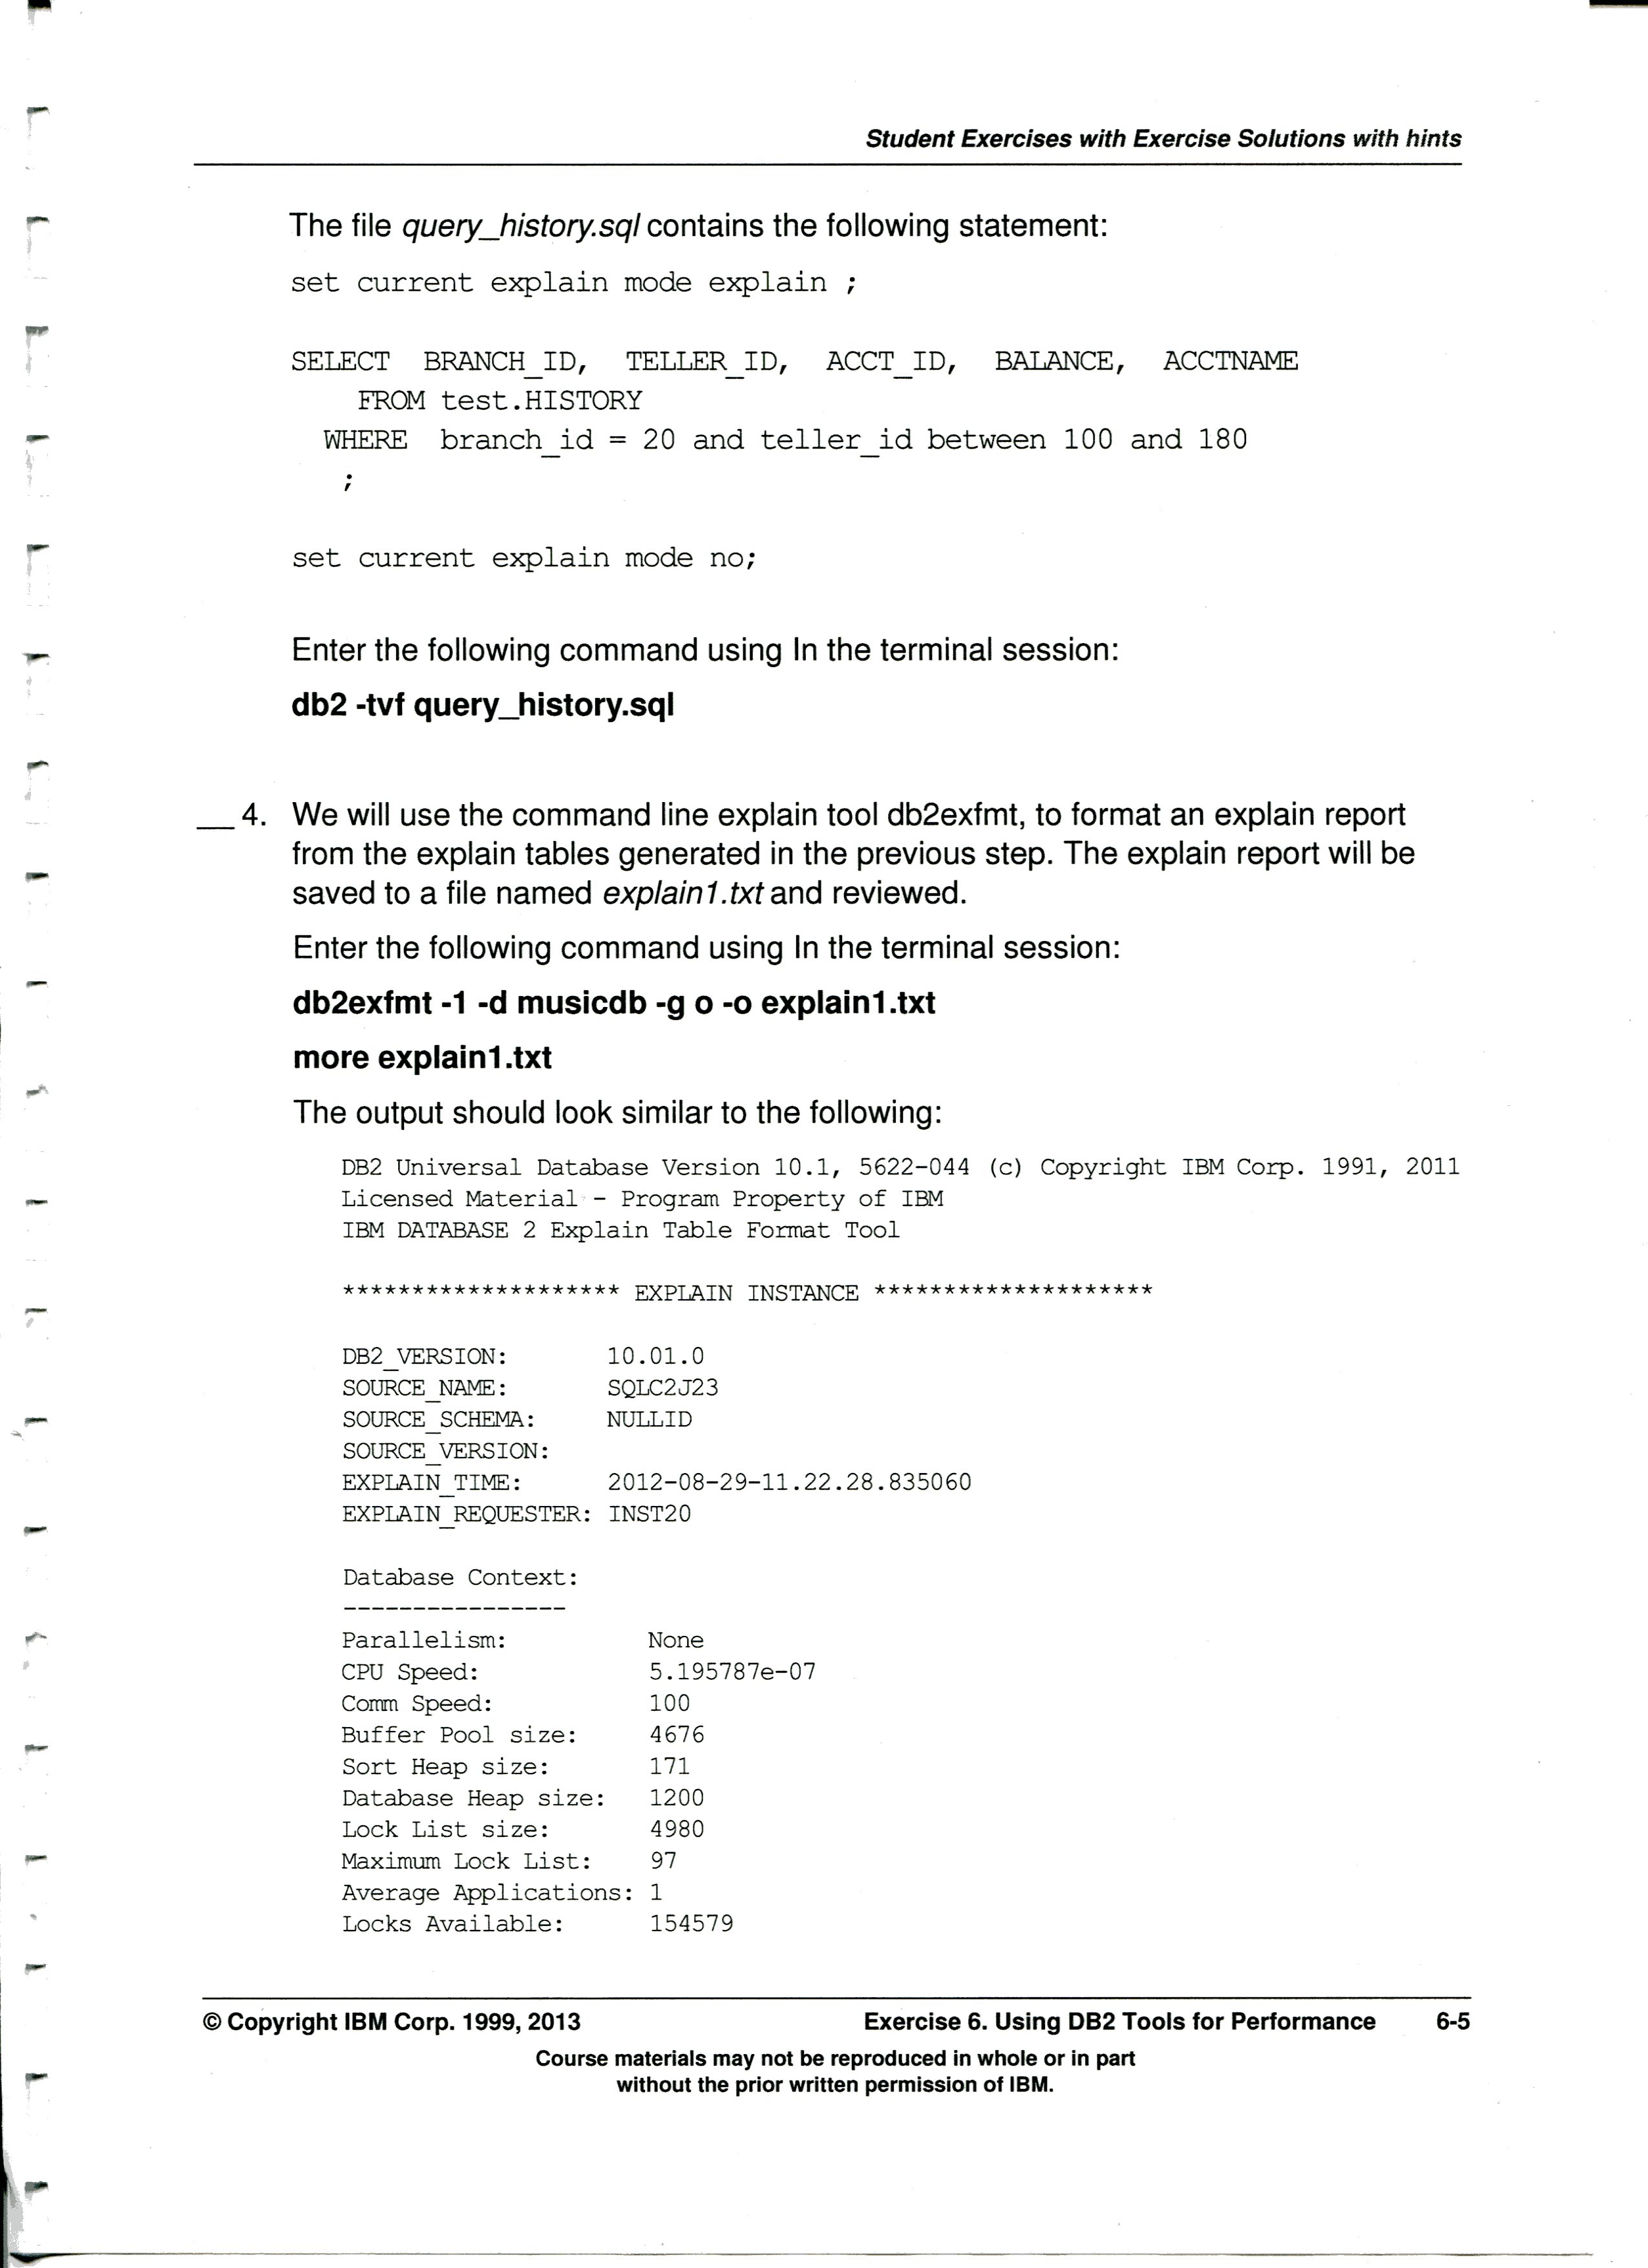 Student Exercises with Exercise Solutions with hints
The file query_history.sql contains the following statement:
set current explain mode explain ;
SELECT  BRANCH_ID,  TELLER_ID,  ACCT_ID,  BALANCE,  ACCTNAME
FROM test.HISTORY
WHERE  branch_id = 20 and teller_id between 100 and 180
;
set current explain mode no;
Enter the following command using In the terminal session:
db2 -tvf query_history.sql
__ 4. We will use the command line explain tool db2exfmt, to format an explain report
from the explain tables generated in the previous step. The explain report will be
saved to a file named explain1.txt and reviewed.
Enter the following command using In the terminal session:
db2exfmt -1 -d musicdb -g o -o explain1.txt
more explain1.txt
The output should look similar to the following:
DB2 Universal Database Version 10.1, 5622-044 (c) Copyright IBM Corp. 1991, 2011
Licensed Material - Program Property of IBM
IBM DATABASE 2 Explain Table Format Tool
******************** EXPLAIN INSTANCE ********************
DB2_VERSION: 10.01.0
SOURCE_NAME: SQLC2J23
SOURCE_SCHEMA: NULLID
SOURCE_VERSION:
EXPLAIN_TIME: 2012-08-29-11.22.28.835060
EXPLAIN_REQUESTER: INST20
Database Context:
----------------
Parallelism: None
CPU Speed: 5.195787e-07
Comm Speed: 100
Buffer Pool size: 4676
Sort Heap size: 171
Database Heap size: 1200
Lock List size: 4980
Maximum Lock List: 97
Average Applications: 1
Locks Available: 154579
© Copyright IBM Corp. 1999, 2013 Exercise 6. Using DB2 Tools for Performance 6-5
Course materials may not be reproduced in whole or in part
without the prior written permission of IBM.